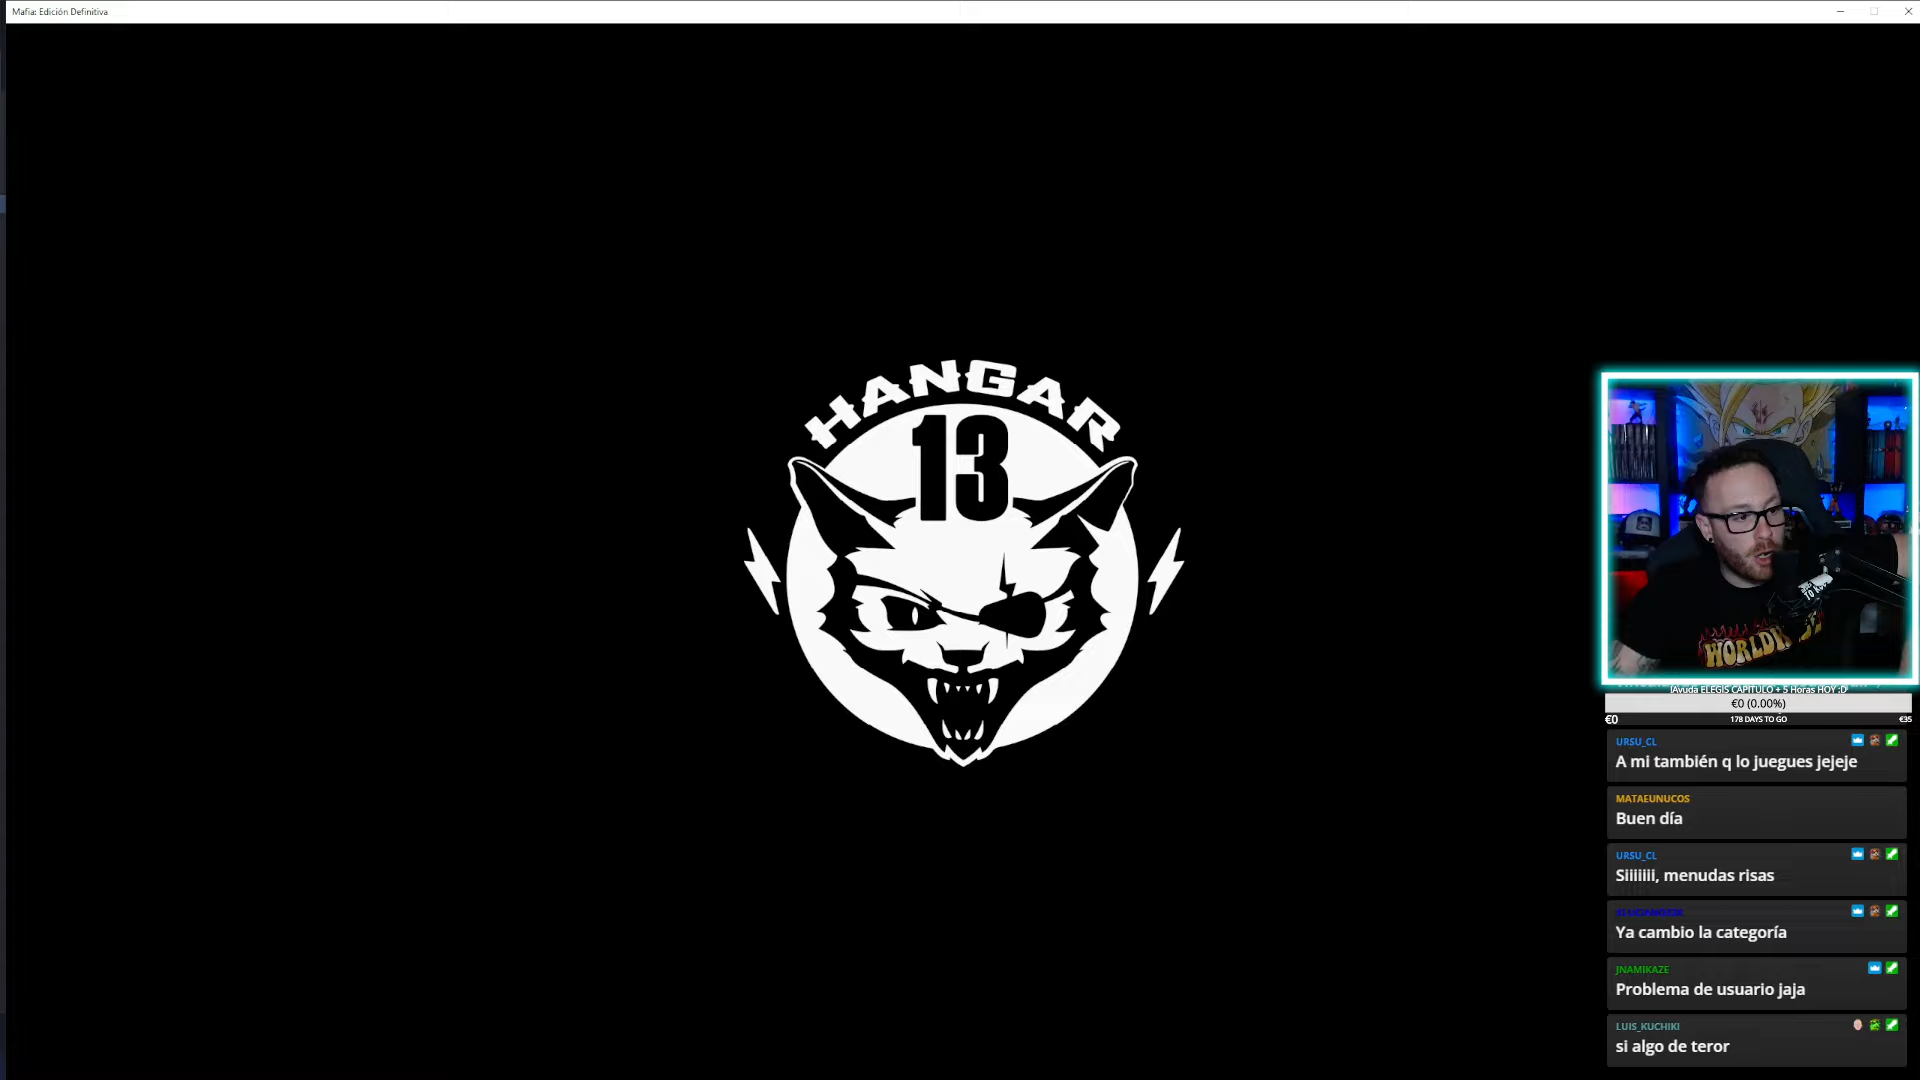 Mafia: Edición Definitiva
HANGAR
13
WORLDWIDE
!Ayuda ELEGIS CAPITULO + 5 Horas HOY :D
€0 (0.00%)
€0
178 DAYS TO GO
€35
URSU_CL
A mi también q lo juegues jejeje
MATAEUNUCOS
Buen día
URSU_CL
Siiiiiii, menudas risas
Ya cambio la categoría
JNAMIKAZE
Problema de usuario jaja
LUIS_KUCHIKI
si algo de teror